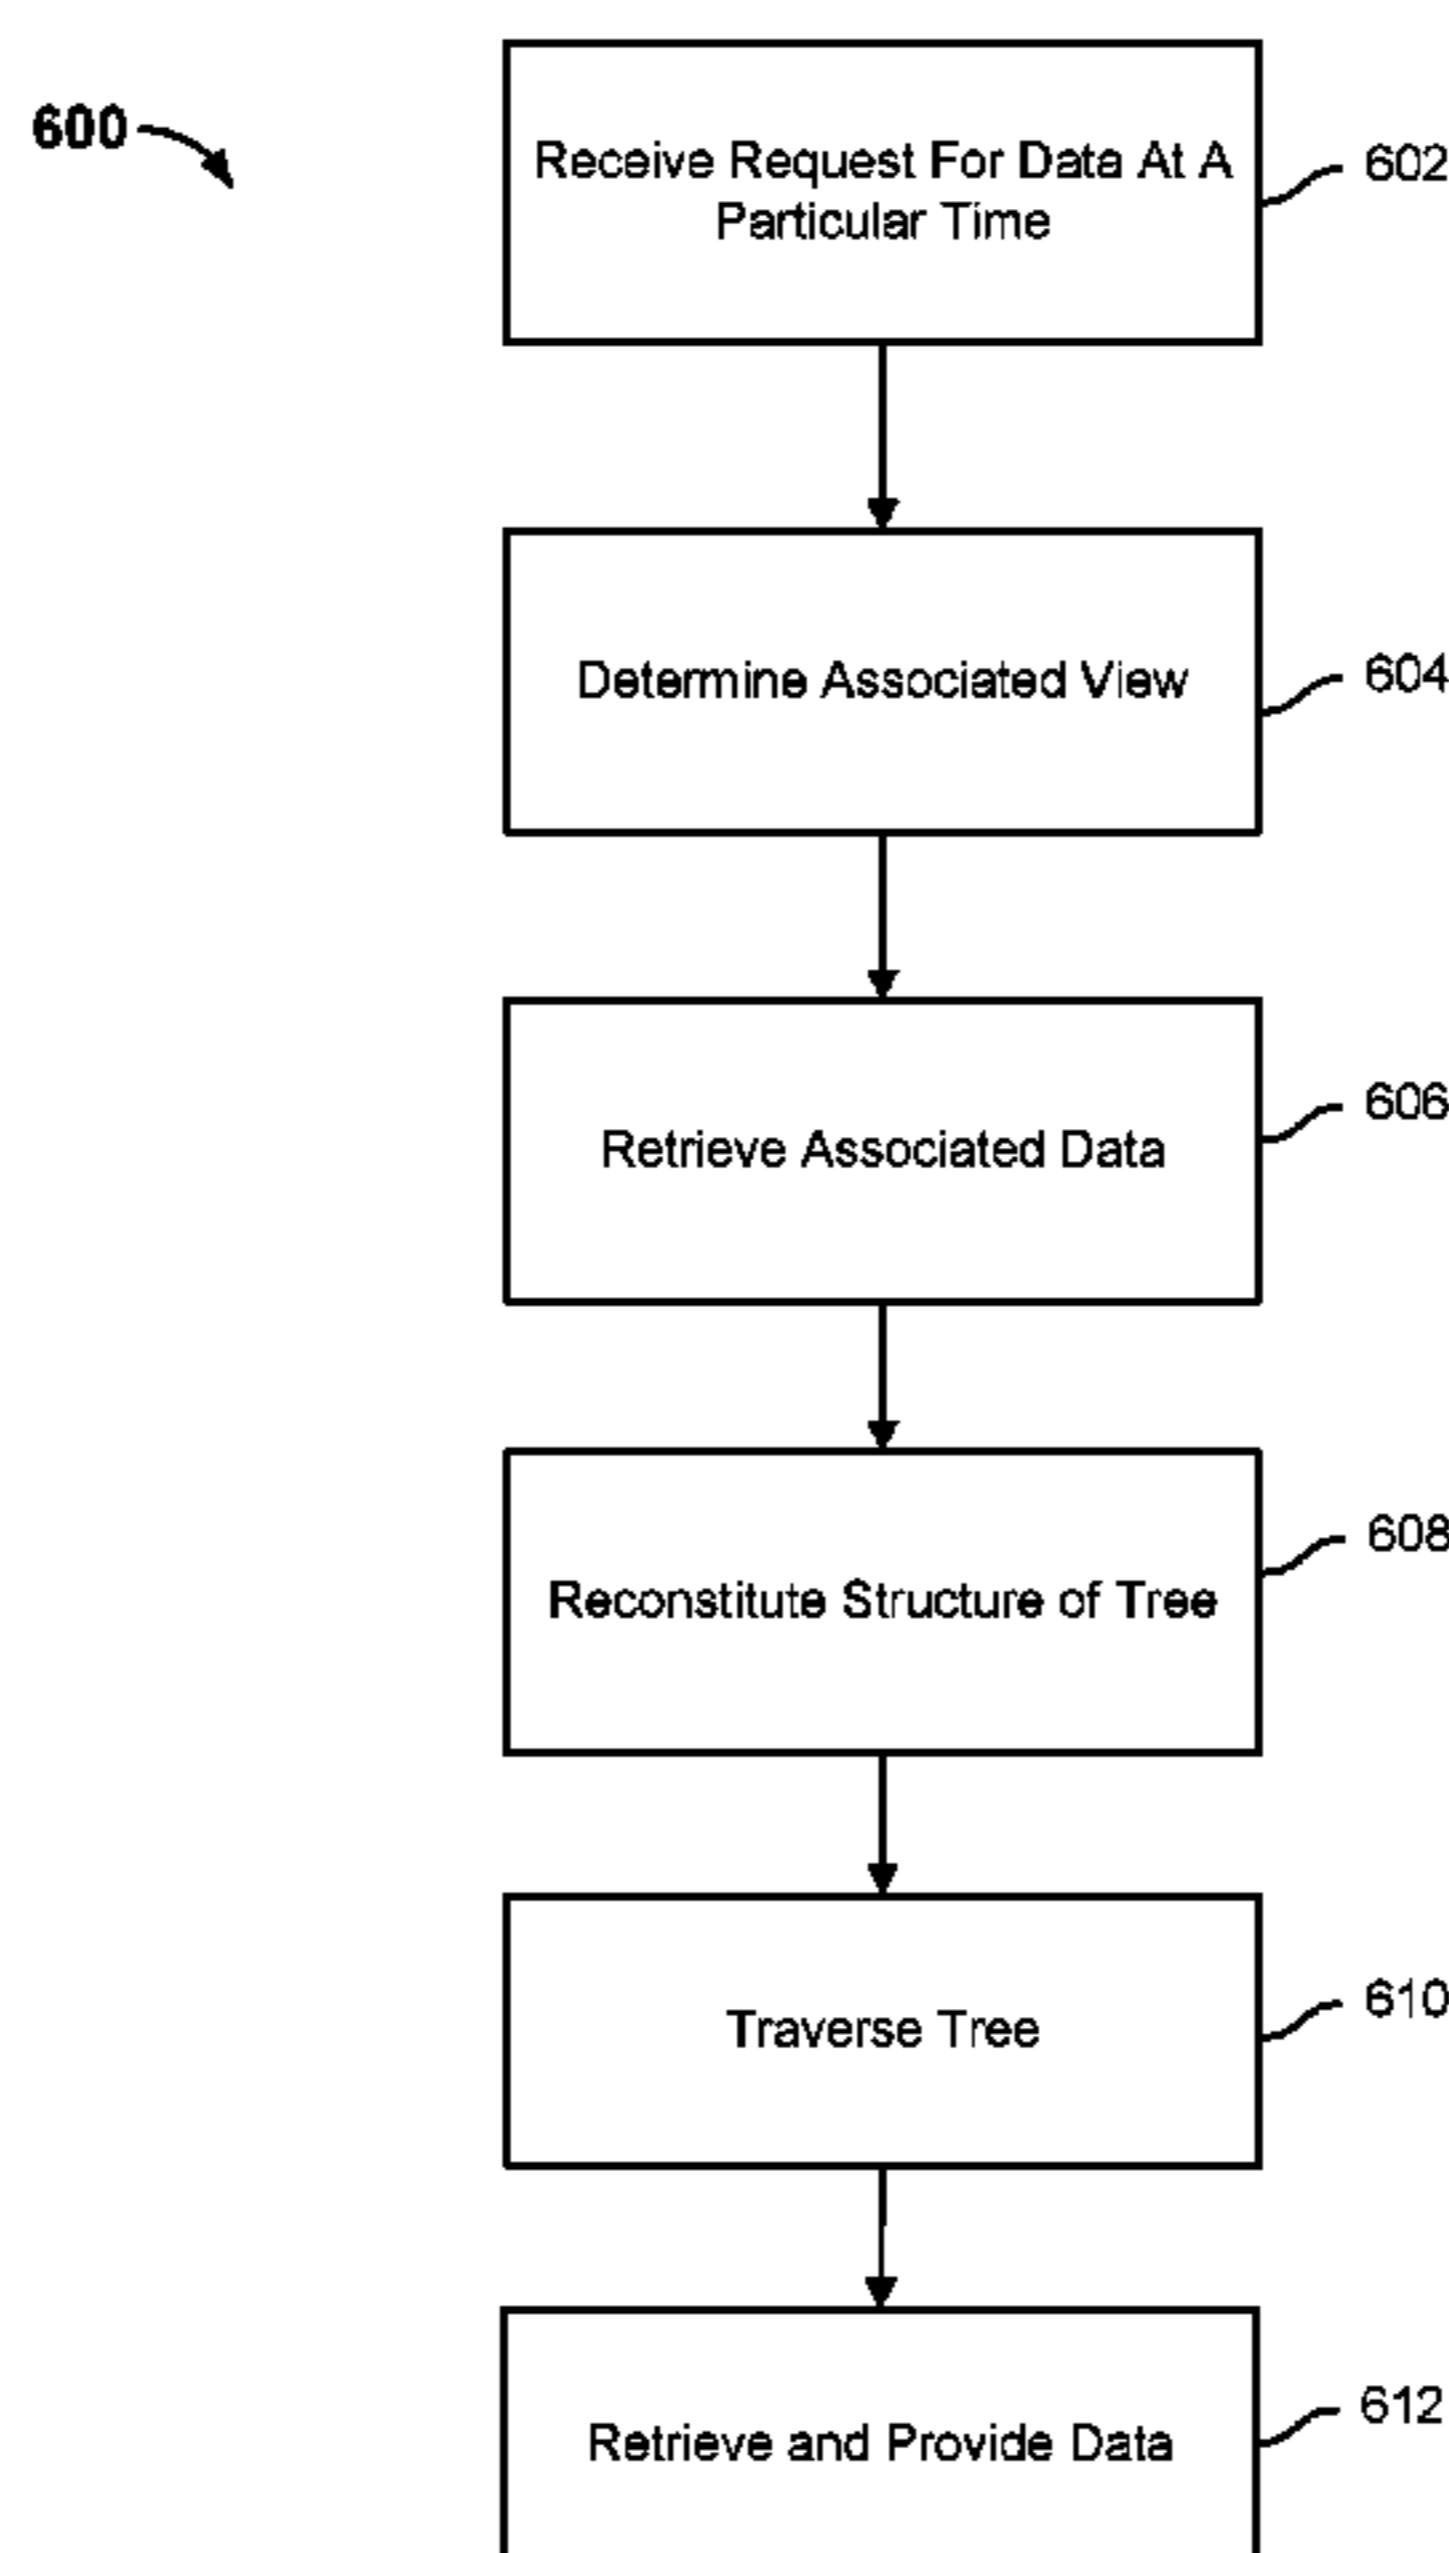 600
Receive Request For Data At A
Particular Time
602
Determine Associated View
604
Retrieve Associated Data
606
Reconstitute Structure of Tree
608
Traverse Tree
610
Retrieve and Provide Data
612